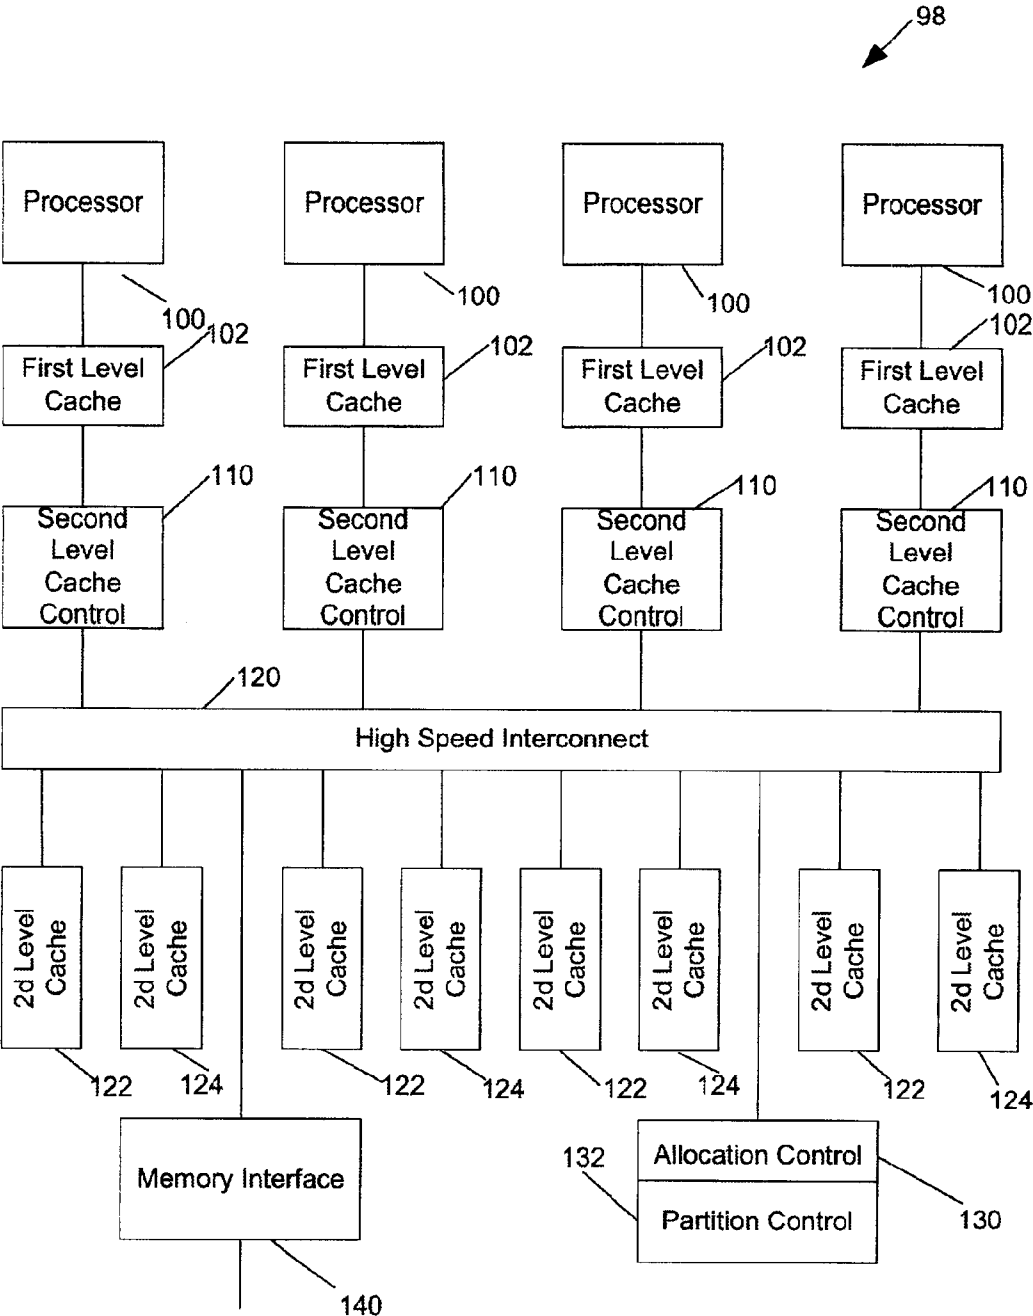 98
Processor
Processor
Processor
Processor
100
100
100
100
102
102
102
102
First Level
Cache
First Level
Cache
First Level
Cache
First Level
Cache
110
110
110
110
Second
Level
Cache
Control
Second
Level
Cache
Control
Second
Level
Cache
Control
Second
Level
Cache
Control
120
High Speed Interconnect
2d Level
Cache
2d Level
Cache
2d Level
Cache
2d Level
Cache
2d Level
Cache
2d Level
Cache
2d Level
Cache
2d Level
Cache
122
124
122
124
122
124
122
124
Memory Interface
140
132
Allocation Control
Partition Control
130